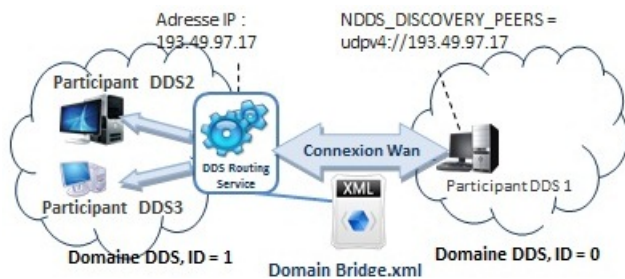 Adresse IP :
193.49.97.17
NDDS_DISCOVERY_PEERS =
udpv4://193.49.97.17
Participant DDS2
DDS Routing
Service
Connexion Wan
XML
Participant DDS 1
Participant DDS3
Domaine DDS, ID = 1
Domain Bridge.xml
Domaine DDS, ID = 0